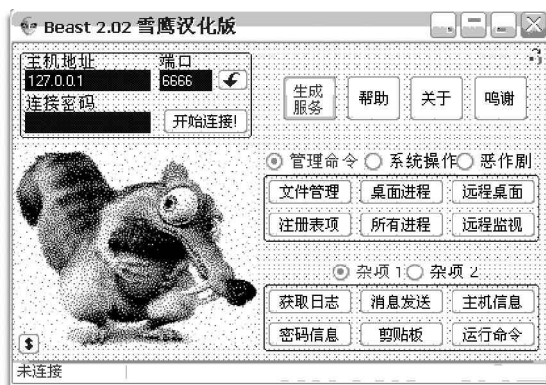 Beast 2.02 雪鹰汉化版
主机地址 端口
127.0.0.1 6666
连接密码
开始连接!
生成服务 帮助 关于 鸣谢
管理命令 系统操作 恶作剧
文件管理 桌面进程 远程桌面
注册表项 所有进程 远程监视
杂项 1 杂项 2
获取日志 消息发送 主机信息
密码信息 剪贴板 运行命令
未连接